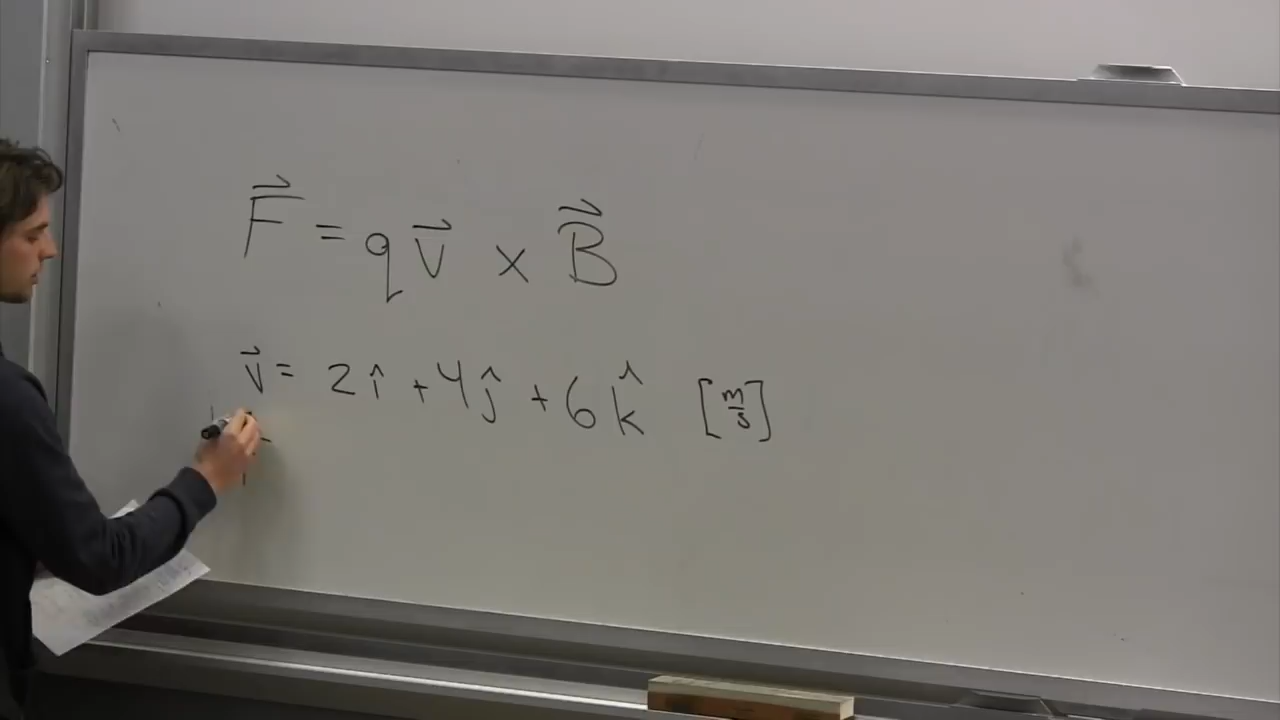 F⃗ = q v⃗ × B⃗
v⃗ = 2î + 4ĵ + 6k̂ [m/s]